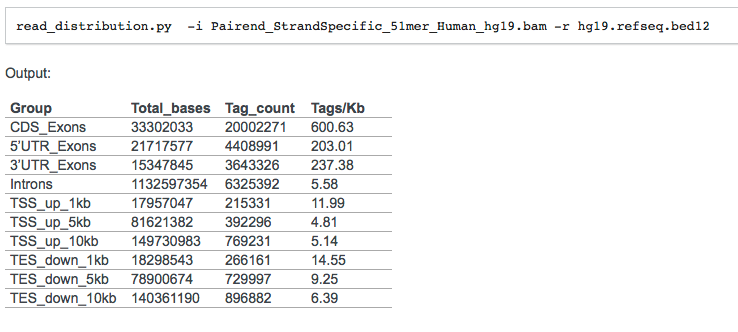 read_distribution.py  -i Pairend_StrandSpecific_51mer_Human_hg19.bam -r hg19.refseq.bed12
Output:
Group Total_bases Tag_count Tags/Kb
CDS_Exons 33302033 20002271 600.63
5'UTR_Exons 21717577 4408991 203.01
3'UTR_Exons 15347845 3643326 237.38
Introns 1132597354 6325392 5.58
TSS_up_1kb 17957047 215331 11.99
TSS_up_5kb 81621382 392296 4.81
TSS_up_10kb 149730983 769231 5.14
TES_down_1kb 18298543 266161 14.55
TES_down_5kb 78900674 729997 9.25
TES_down_10kb 140361190 896882 6.39